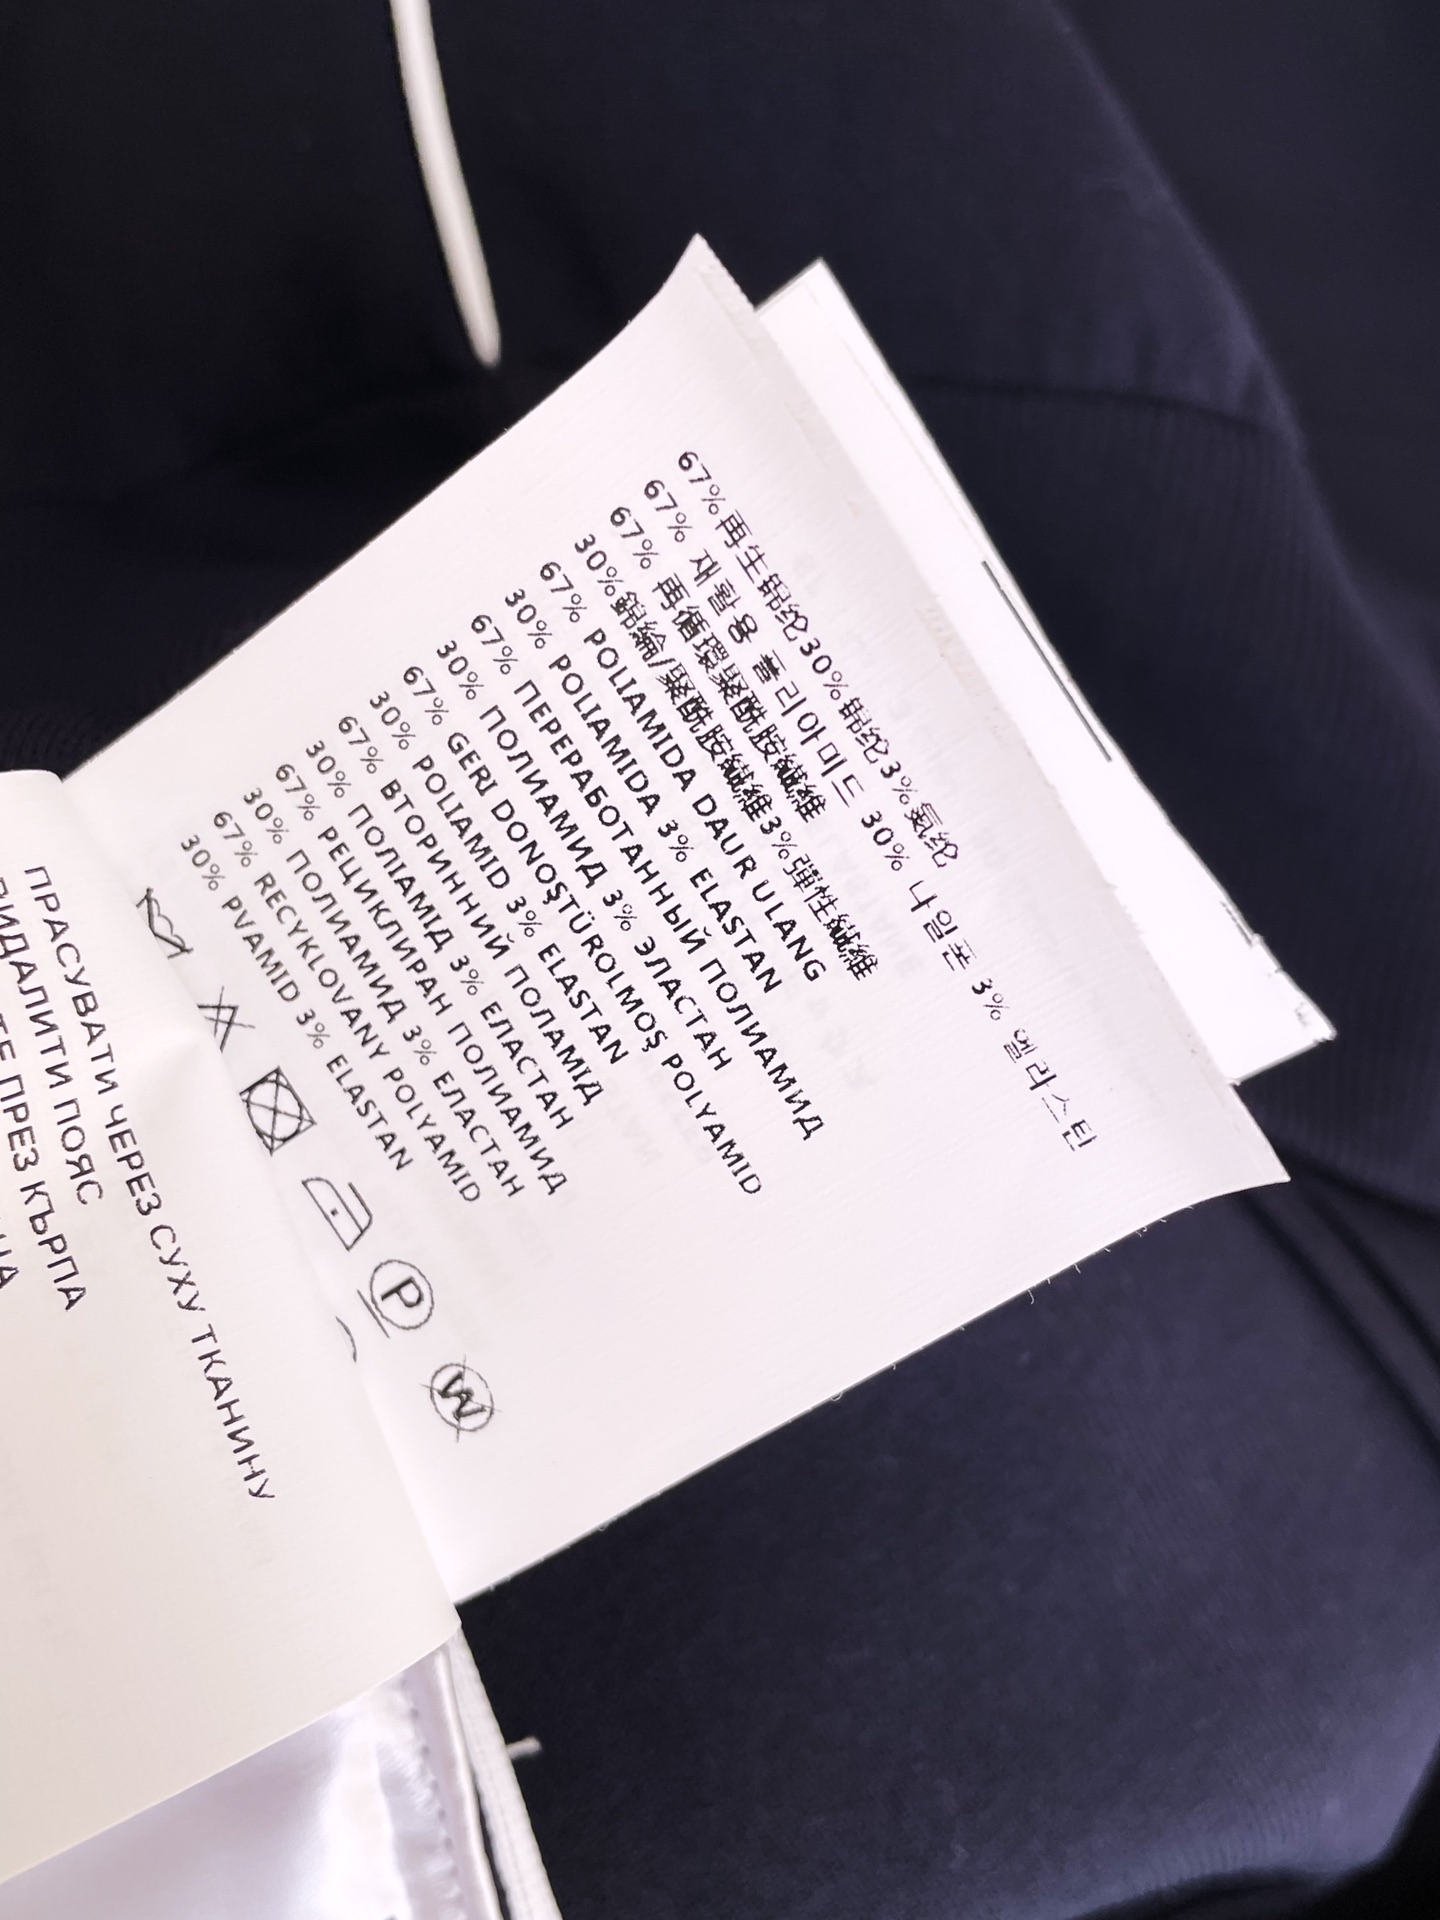 67%再生锦纶30%锦纶3%氨纶
67% 재활용 폴리아미드 30% 나일론 3% 엘라스틴
67% 再循環聚酰胺纖維
30%錦綸/聚酰胺纖維3%彈性纖維
67% POLIAMIDA DAUR ULANG
30% POLIAMIDA 3% ELASTAN
67% ПЕРЕРАБОТАННЫЙ ПОЛИАМИД
30% ПОЛИАМИД 3% ЭЛАСТАН
67% GERI DONOŞTÜROLMOŞ POLYAMID
30% POLIAMID 3% ELASTAN
67% ВТОРИННИЙ ПОЛАМІД
30% ПОЛІАМІД 3% ЕЛАСТАН
67% РЕЦИКЛИРАН ПОЛИАМИД
30% ПОЛИАМИД 3% ЕЛАСТАН
67% RECYKLOVANY POLYAMID
30% PVAMID 3% ELASTAN
P
W
ПРАСУВАТИ ЧЕРЕЗ СУХУ ТКАНИНУ
ПОЯС
ПРЕЗ КЪРПА